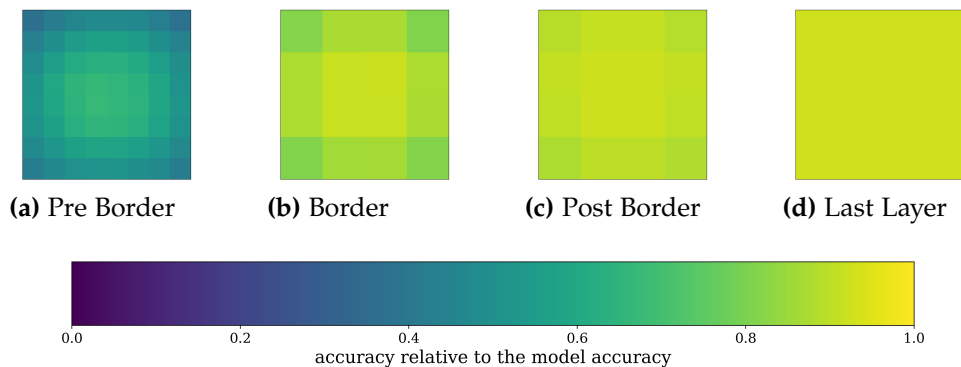 (a) Pre Border
(b) Border
(c) Post Border
(d) Last Layer
0.0 0.2 0.4 0.6 0.8 1.0
accuracy relative to the model accuracy